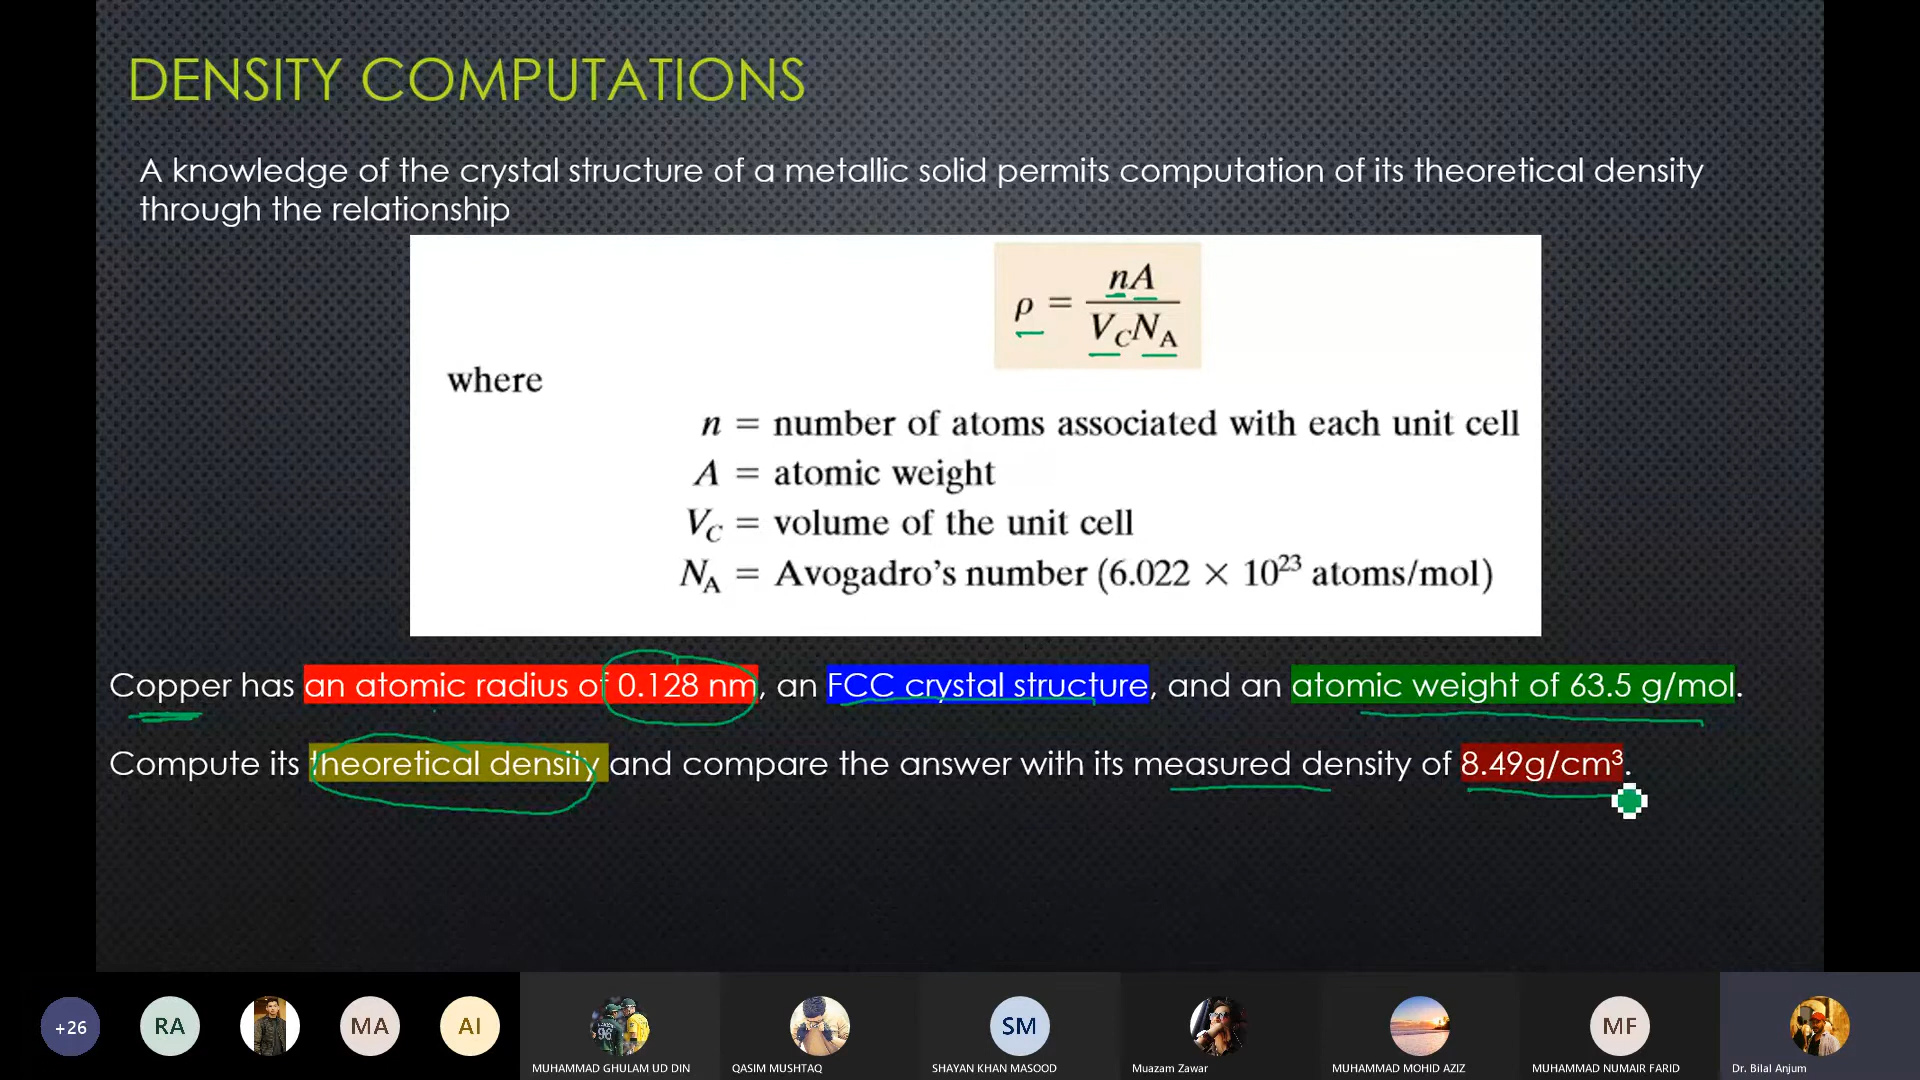 DENSITY COMPUTATIONS
A knowledge of the crystal structure of a metallic solid permits computation of its theoretical density
through the relationship
ρ = nA / V_C N_A
where
n = number of atoms associated with each unit cell
A = atomic weight
V_C = volume of the unit cell
N_A = Avogadro's number (6.022 × 10²³ atoms/mol)
Copper has an atomic radius of 0.128 nm, an FCC crystal structure, and an atomic weight of 63.5 g/mol.
Compute its theoretical density and compare the answer with its measured density of 8.49g/cm³.
+26 RA MA AI SM MF
MUHAMMAD GHULAM UD DIN QASIM MUSHTAQ SHAYAN KHAN MASOOD Muazam Zawar MUHAMMAD MOHID AZIZ MUHAMMAD NUMAIR FARID Dr. Bilal Anjum